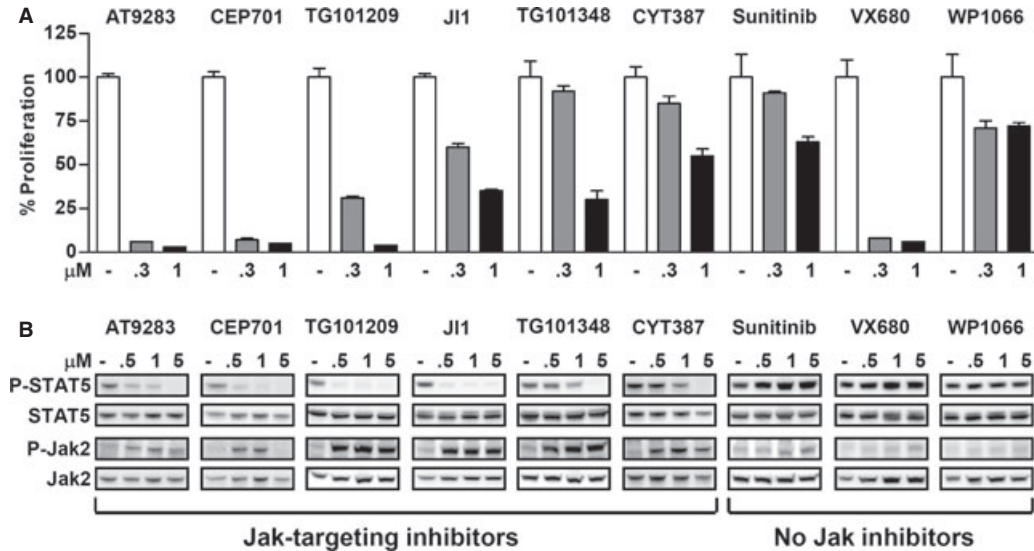 A
AT9283 CEP701 TG101209 JI1 TG101348 CYT387 Sunitinib VX680 WP1066
% Proliferation
125
100
75
50
25
0
μM - .3 1 - .3 1 - .3 1 - .3 1 - .3 1 - .3 1 - .3 1 - .3 1 - .3 1
B
AT9283 CEP701 TG101209 JI1 TG101348 CYT387 Sunitinib VX680 WP1066
μM - .5 1 5 - .5 1 5 - .5 1 5 - .5 1 5 - .5 1 5 - .5 1 5 - .5 1 5 - .5 1 5 - .5 1 5
P-STAT5
STAT5
P-Jak2
Jak2
Jak-targeting inhibitors No Jak inhibitors